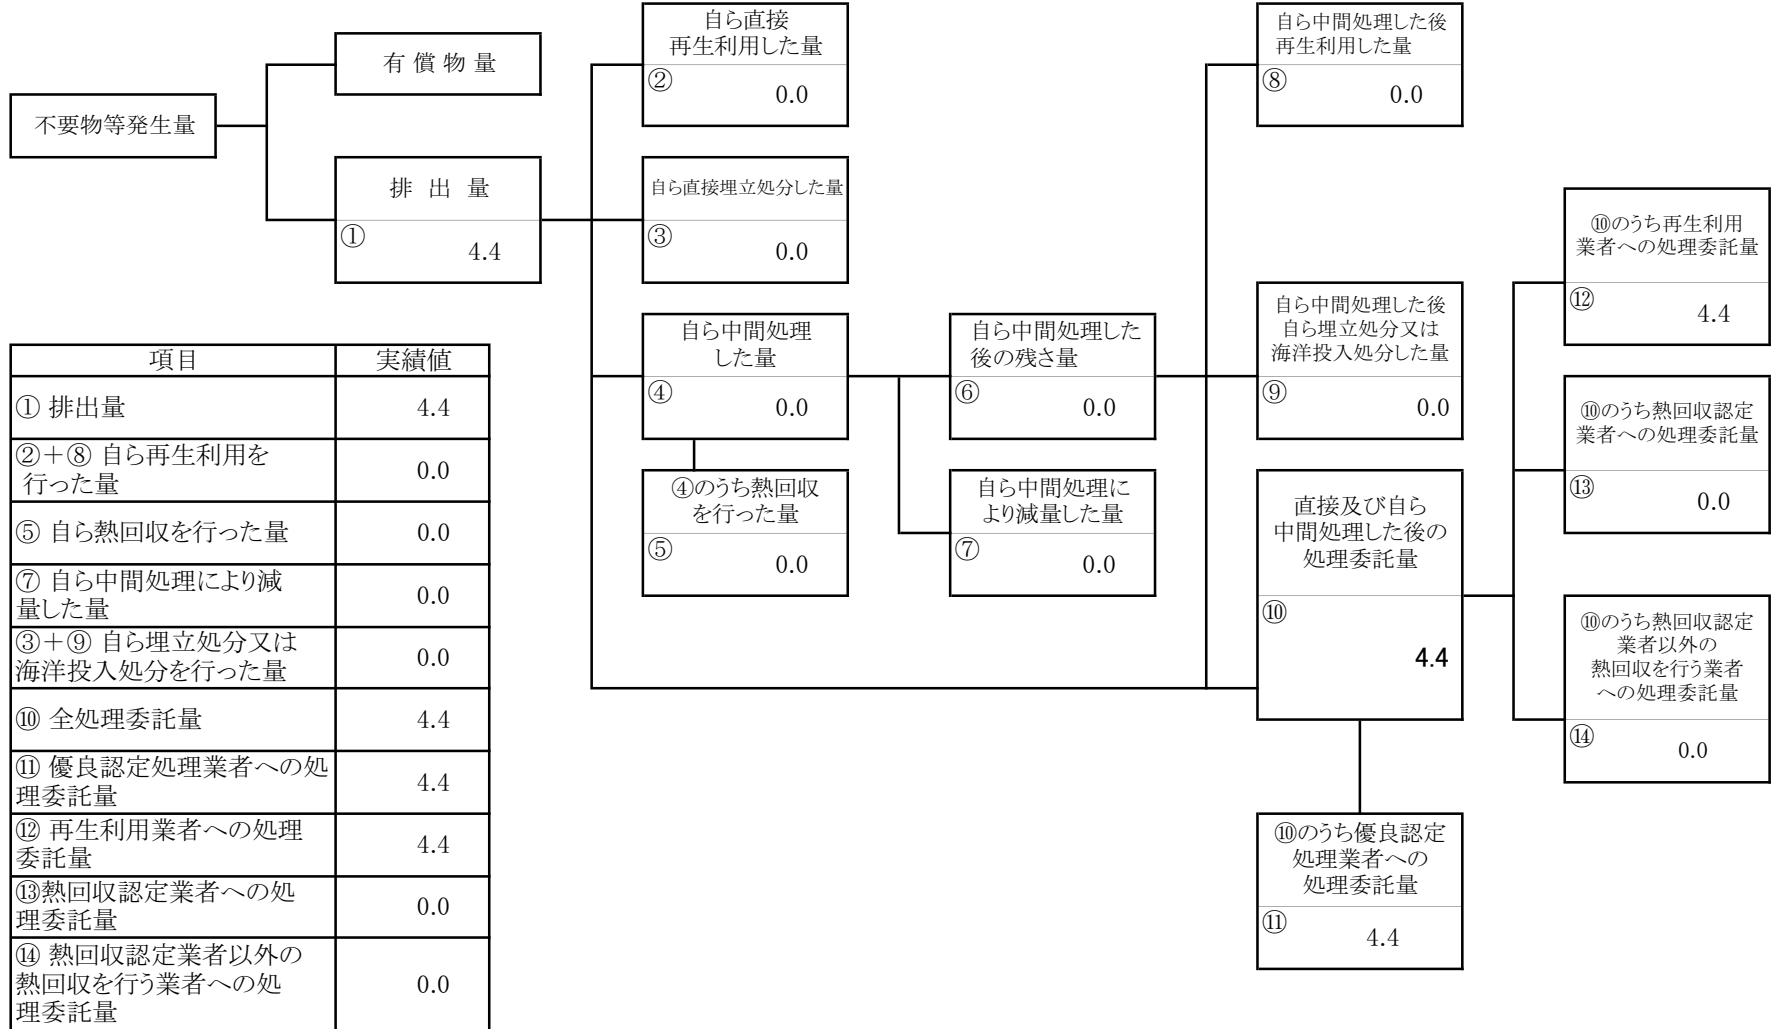 不要物等発生量
有 償 物 量
排 出 量
①
4.4
自ら直接
再生利用した量
②
0.0
自ら直接埋立処分した量
③
0.0
自ら中間処理
した量
④
0.0
④のうち熱回収
を行った量
⑤
0.0
自ら中間処理した
後の残さ量
⑥
0.0
自ら中間処理に
より減量した量
⑦
0.0
自ら中間処理した後
再生利用した量
⑧
0.0
自ら中間処理した後
自ら埋立処分又は
海洋投入処分した量
⑨
0.0
直接及び自ら
中間処理した後の
処理委託量
⑩
4.4
⑩のうち優良認定
処理業者への
処理委託量
⑪
4.4
⑩のうち再生利用
業者への処理委託量
⑫
4.4
⑩のうち熱回収認定
業者への処理委託量
⑬
0.0
⑩のうち熱回収認定
業者以外の
熱回収を行う業者
への処理委託量
⑭
0.0
項目 実績値
① 排出量 4.4
②+⑧ 自ら再生利用を
行った量 0.0
⑤ 自ら熱回収を行った量 0.0
⑦ 自ら中間処理により減
量した量 0.0
③+⑨ 自ら埋立処分又は
海洋投入処分を行った量 0.0
⑩ 全処理委託量 4.4
⑪ 優良認定処理業者への処
理委託量 4.4
⑫ 再生利用業者への処理
委託量 4.4
⑬熱回収認定業者への処
理委託量 0.0
⑭ 熱回収認定業者以外の
熱回収を行う業者への処
理委託量 0.0